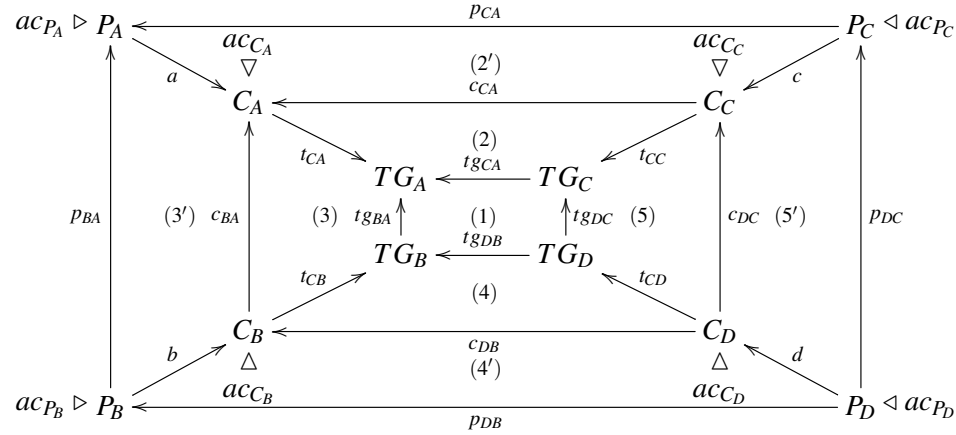 p_{CA}
ac_{P_A} ▷ P_A P_C ◁ ac_{P_C}
ac_{C_A} ac_{C_C}
▽ (2′) ▽
a c
C_A c_{CA} C_C
(2)
t_{CA} t_{CC}
tg_{CA}
TG_A TG_C
p_{BA} (3′) c_{BA} (3) tg_{BA} (1) tg_{DC} (5) c_{DC} (5′) p_{DC}
tg_{DB}
TG_B TG_D
t_{CB} t_{CD}
(4)
C_B C_D
c_{DB}
b △ (4′) △ d
ac_{C_B} ac_{C_D}
ac_{P_B} ▷ P_B P_D ◁ ac_{P_D}
p_{DB}